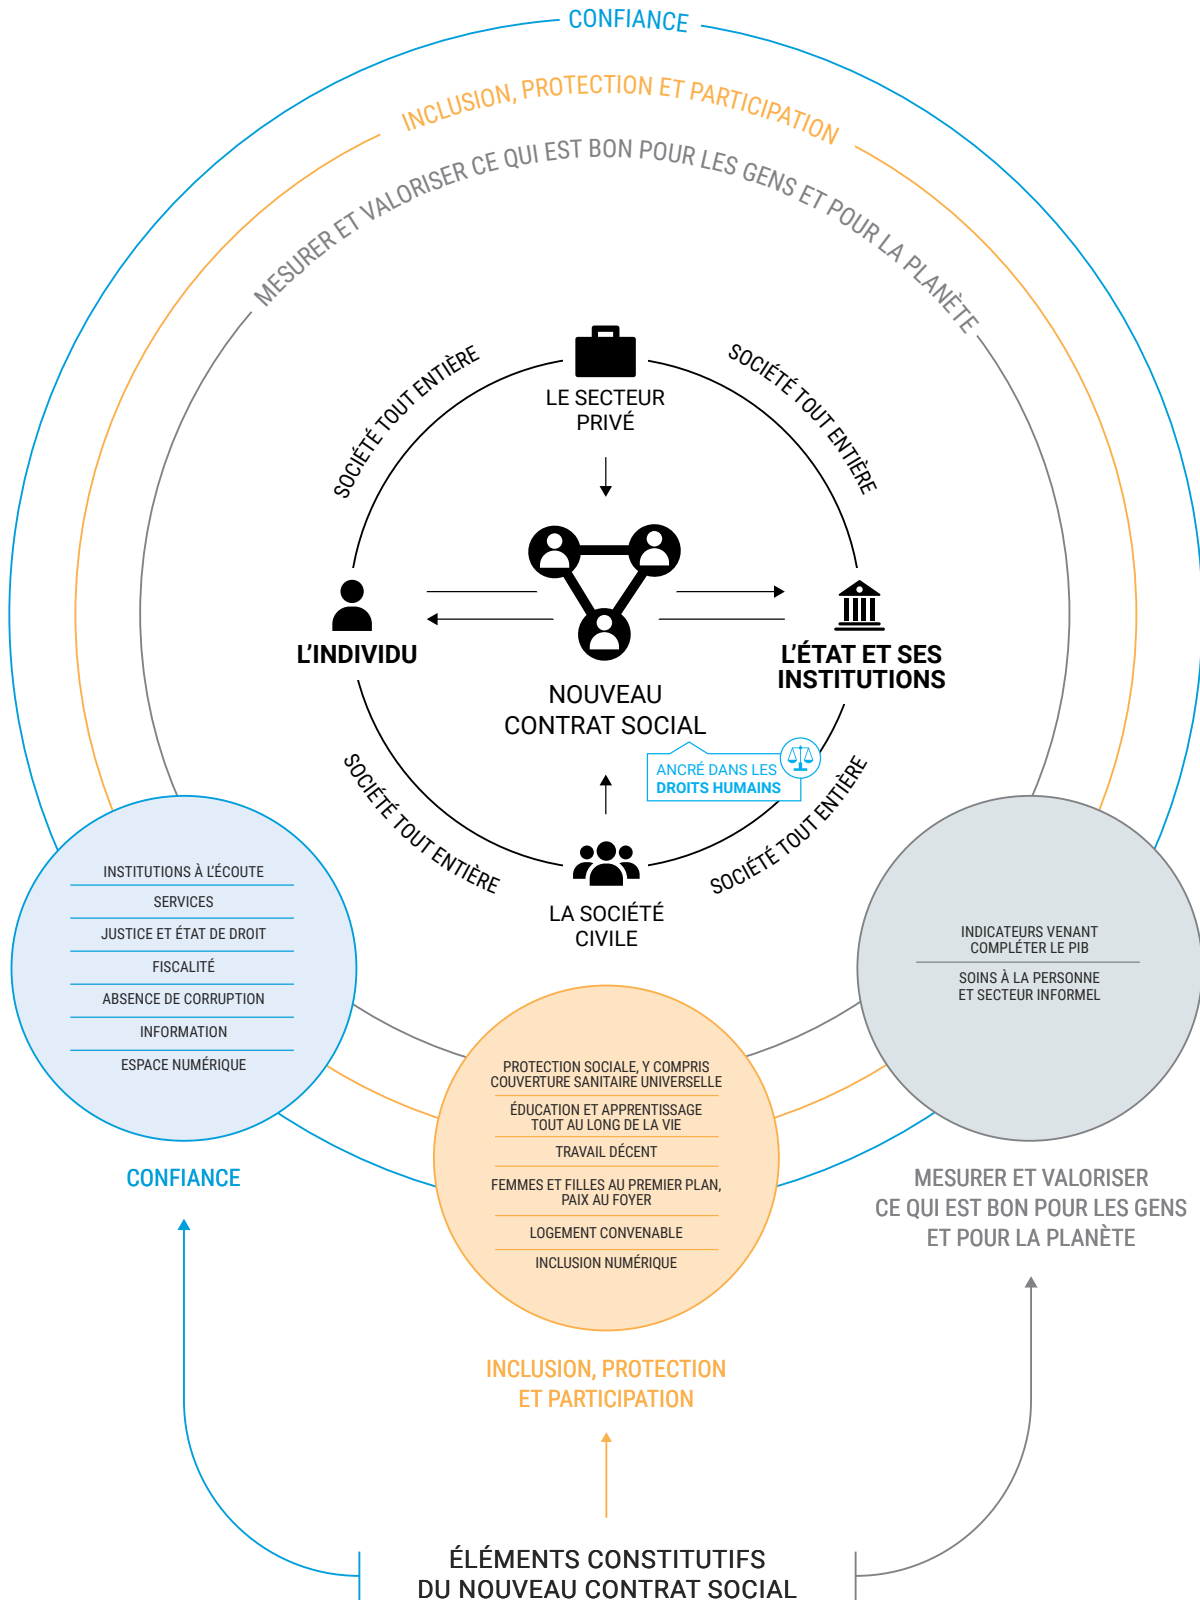 CONFIANCE
INCLUSION, PROTECTION ET PARTICIPATION
MESURER ET VALORISER CE QUI EST BON POUR LES GENS ET POUR LA PLANÈTE
SOCIÉTÉ TOUT ENTIÈRE
SOCIÉTÉ TOUT ENTIÈRE
LE SECTEUR
PRIVÉ
L'INDIVIDU
L'ÉTAT ET SES
INSTITUTIONS
NOUVEAU
CONTRAT SOCIAL
ANCRÉ DANS LES
DROITS HUMAINS
SOCIÉTÉ TOUT ENTIÈRE
SOCIÉTÉ TOUT ENTIÈRE
LA SOCIÉTÉ
CIVILE
INSTITUTIONS À L'ÉCOUTE
SERVICES
JUSTICE ET ÉTAT DE DROIT
FISCALITÉ
ABSENCE DE CORRUPTION
INFORMATION
ESPACE NUMÉRIQUE
CONFIANCE
PROTECTION SOCIALE, Y COMPRIS
COUVERTURE SANITAIRE UNIVERSELLE
ÉDUCATION ET APPRENTISSAGE
TOUT AU LONG DE LA VIE
TRAVAIL DÉCENT
FEMMES ET FILLES AU PREMIER PLAN,
PAIX AU FOYER
LOGEMENT CONVENABLE
INCLUSION NUMÉRIQUE
INCLUSION, PROTECTION
ET PARTICIPATION
INDICATEURS VENANT
COMPLÉTER LE PIB
SOINS À LA PERSONNE
ET SECTEUR INFORMEL
MESURER ET VALORISER
CE QUI EST BON POUR LES GENS
ET POUR LA PLANÈTE
ÉLÉMENTS CONSTITUTIFS
DU NOUVEAU CONTRAT SOCIAL